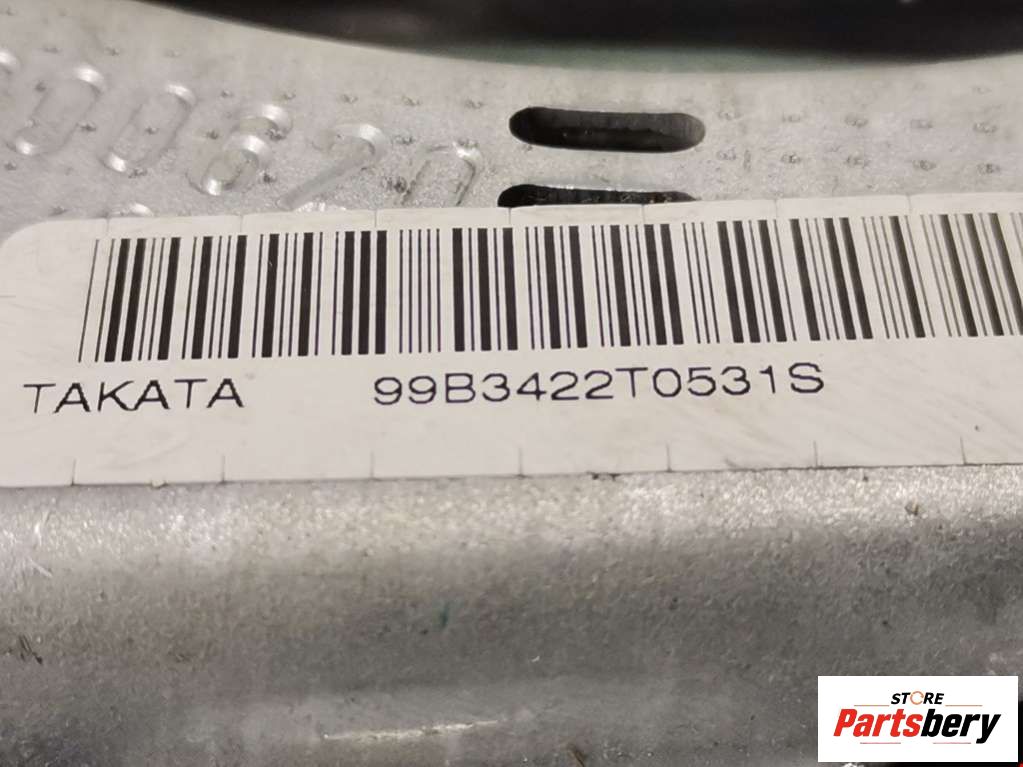 TAKATA 99B3422T0531S
STORE
Partsbery